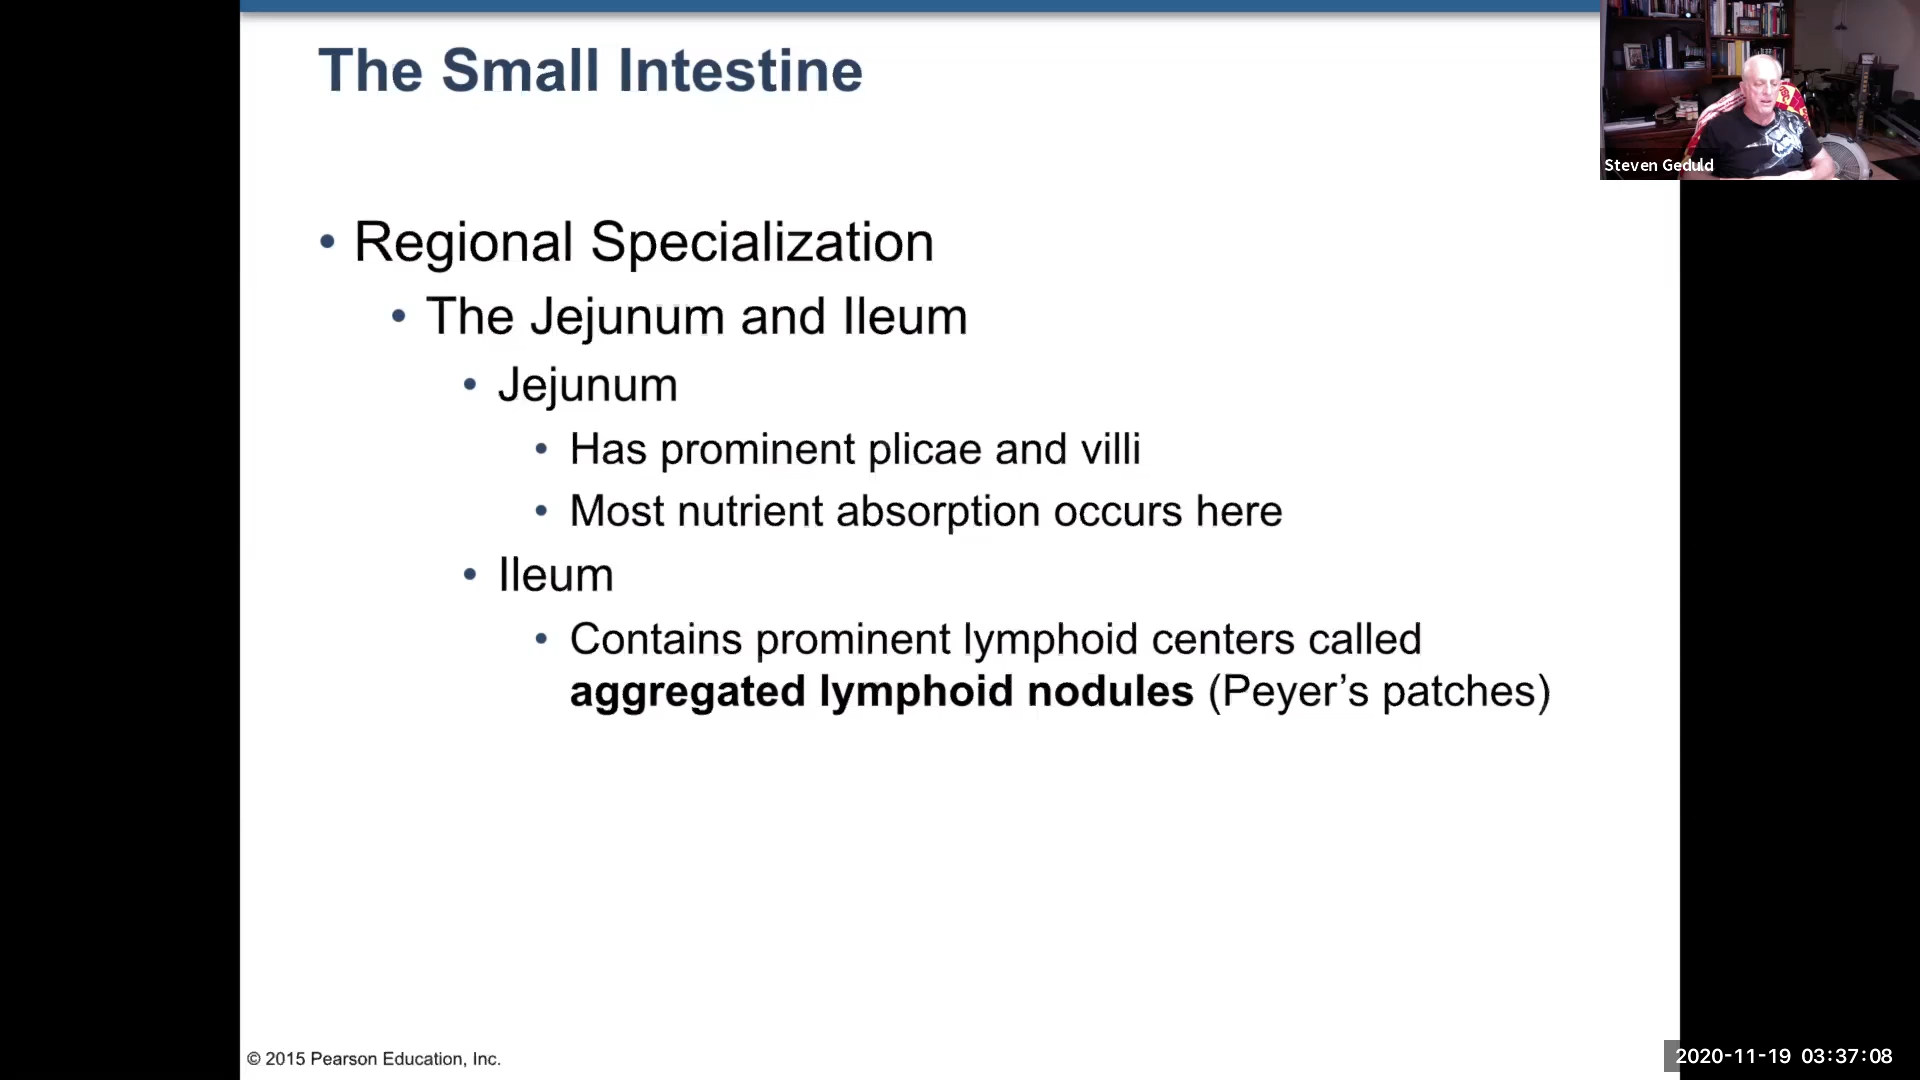 The Small Intestine
Steven Geduld
• Regional Specialization
• The Jejunum and Ileum
• Jejunum
• Has prominent plicae and villi
• Most nutrient absorption occurs here
• Ileum
• Contains prominent lymphoid centers called
aggregated lymphoid nodules (Peyer’s patches)
© 2015 Pearson Education, Inc.
2020-11-19 03:37:08